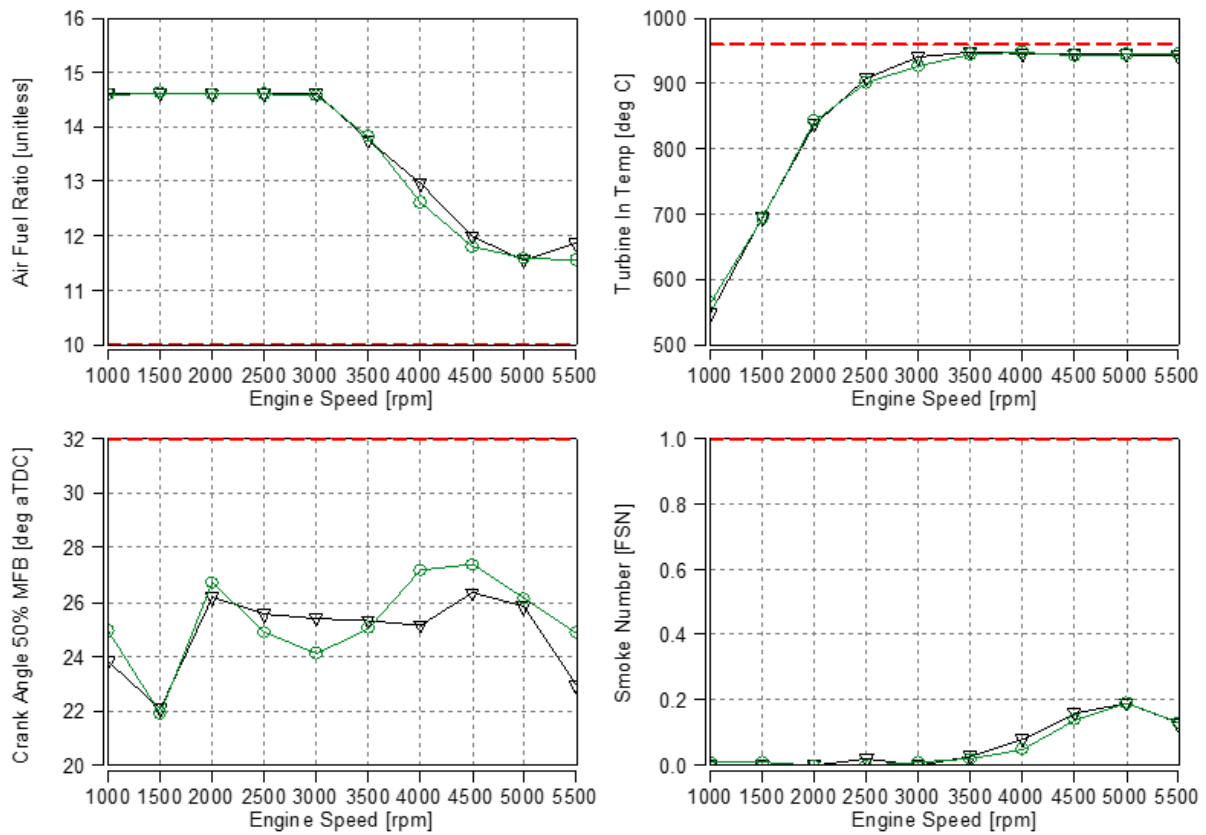 Air Fuel Ratio [unitless]
16
15
14
13
12
11
10
1000 1500 2000 2500 3000 3500 4000 4500 5000 5500
Engine Speed [rpm]
Turbine In Temp [deg C]
1000
900
800
700
600
500
1000 1500 2000 2500 3000 3500 4000 4500 5000 5500
Engine Speed [rpm]
Crank Angle 50% MFB [deg aTDC]
32
30
28
26
24
22
20
1000 1500 2000 2500 3000 3500 4000 4500 5000 5500
Engine Speed [rpm]
Smoke Number [FSN]
1.0
0.8
0.6
0.4
0.2
0.0
1000 1500 2000 2500 3000 3500 4000 4500 5000 5500
Engine Speed [rpm]